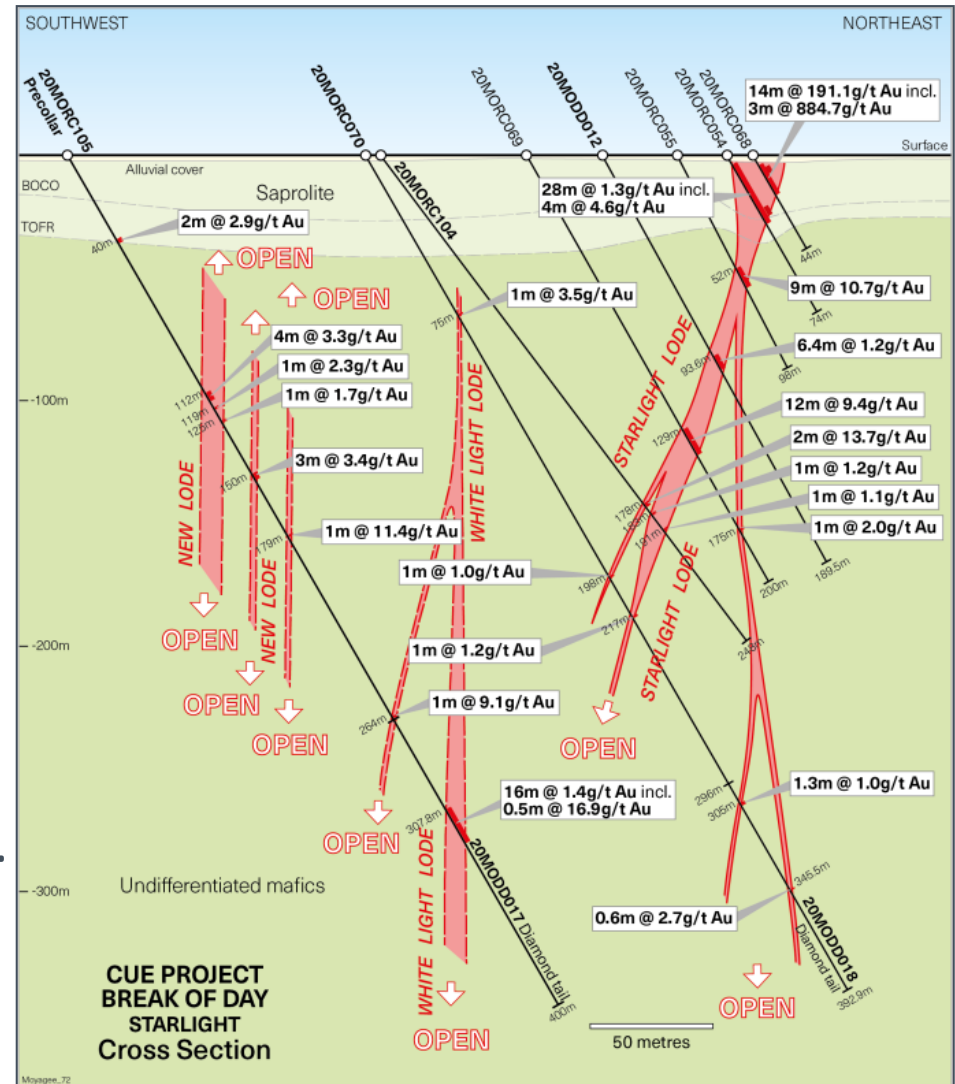 SOUTHWEST
NORTHEAST
20MORC105
Precollar
20MORC070
20MORC104
20MORC069
20MODD012
20MORC055
20MORC054
20MORC068
14m @ 191.1g/t Au incl.
3m @ 884.7g/t Au
Surface
Alluvial cover
BOCO
Saprolite
28m @ 1.3g/t Au incl.
4m @ 4.6g/t Au
TOFR
2m @ 2.9g/t Au
40m
44m
OPEN
52m
9m @ 10.7g/t Au
OPEN
1m @ 3.5g/t Au
75m
74m
4m @ 3.3g/t Au
6.4m @ 1.2g/t Au
93.6m
98m
1m @ 2.3g/t Au
1m @ 1.7g/t Au
112m
119m
125m
-100m
STARLIGHT LODE
WHITE LIGHT LODE
12m @ 9.4g/t Au
129m
2m @ 13.7g/t Au
3m @ 3.4g/t Au
150m
1m @ 1.2g/t Au
1m @ 1.1g/t Au
178m
191m
NEW LODE
1m @ 11.4g/t Au
179m
1m @ 2.0g/t Au
175m
189.5m
200m
1m @ 1.0g/t Au
198m
217m
NEW LODE
OPEN
-200m
1m @ 1.2g/t Au
STARLIGHT LODE
OPEN
OPEN
1m @ 9.1g/t Au
264m
OPEN
296m
305m
1.3m @ 1.0g/t Au
16m @ 1.4g/t Au incl.
0.5m @ 16.9g/t Au
307.8m
OPEN
WHITE LIGHT LODE
20MODD017 Diamond tail
400m
-300m
Undifferentiated mafics
345.5m
0.6m @ 2.7g/t Au
20MODD018
Diamond tail
392.9m
OPEN
OPEN
50 metres
CUE PROJECT
BREAK OF DAY
STARLIGHT
Cross Section
Moyagee_72